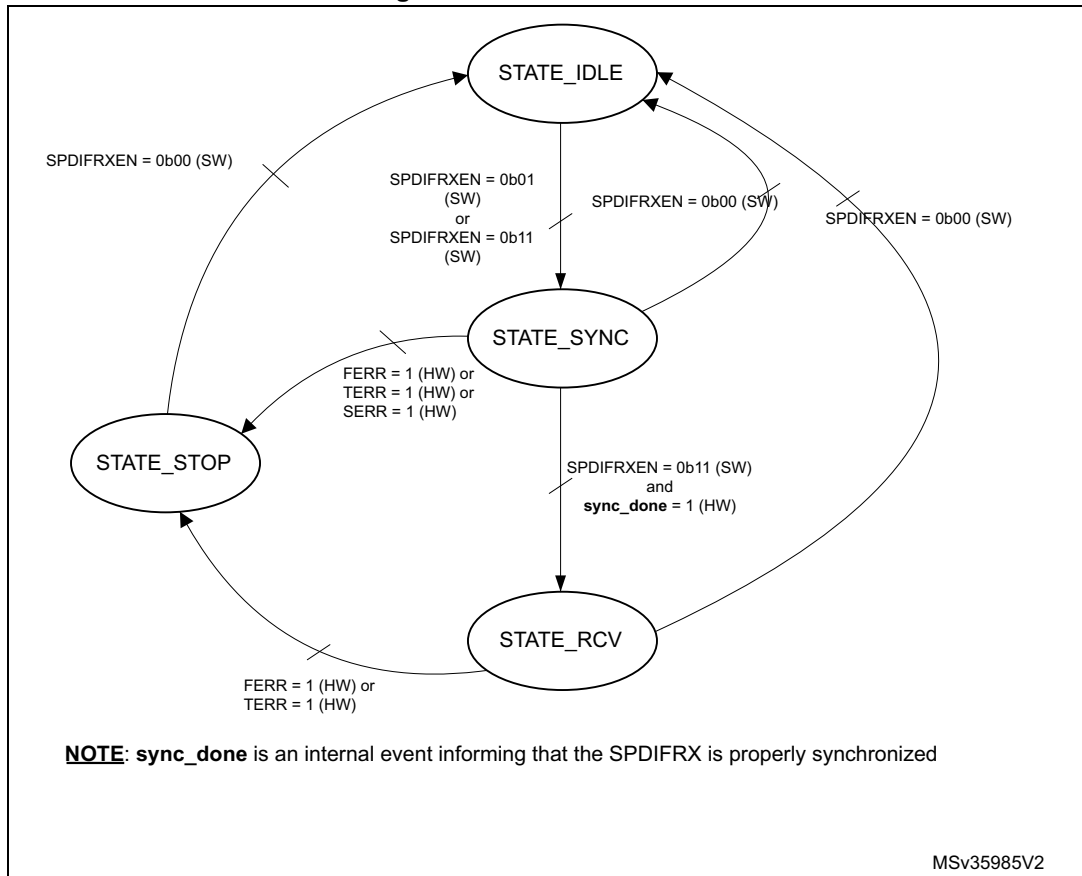 STATE_IDLE
SPDIFRXEN = 0b00 (SW)
SPDIFRXEN = 0b01
(SW)
or
SPDIFRXEN = 0b11
(SW)
SPDIFRXEN = 0b00 (SW)
SPDIFRXEN = 0b00 (SW)
STATE_SYNC
FERR = 1 (HW) or
TERR = 1 (HW) or
SERR = 1 (HW)
STATE_STOP
SPDIFRXEN = 0b11 (SW)
and
sync_done = 1 (HW)
STATE_RCV
FERR = 1 (HW) or
TERR = 1 (HW)
NOTE: sync_done is an internal event informing that the SPDIFRX is properly synchronized
MSv35985V2